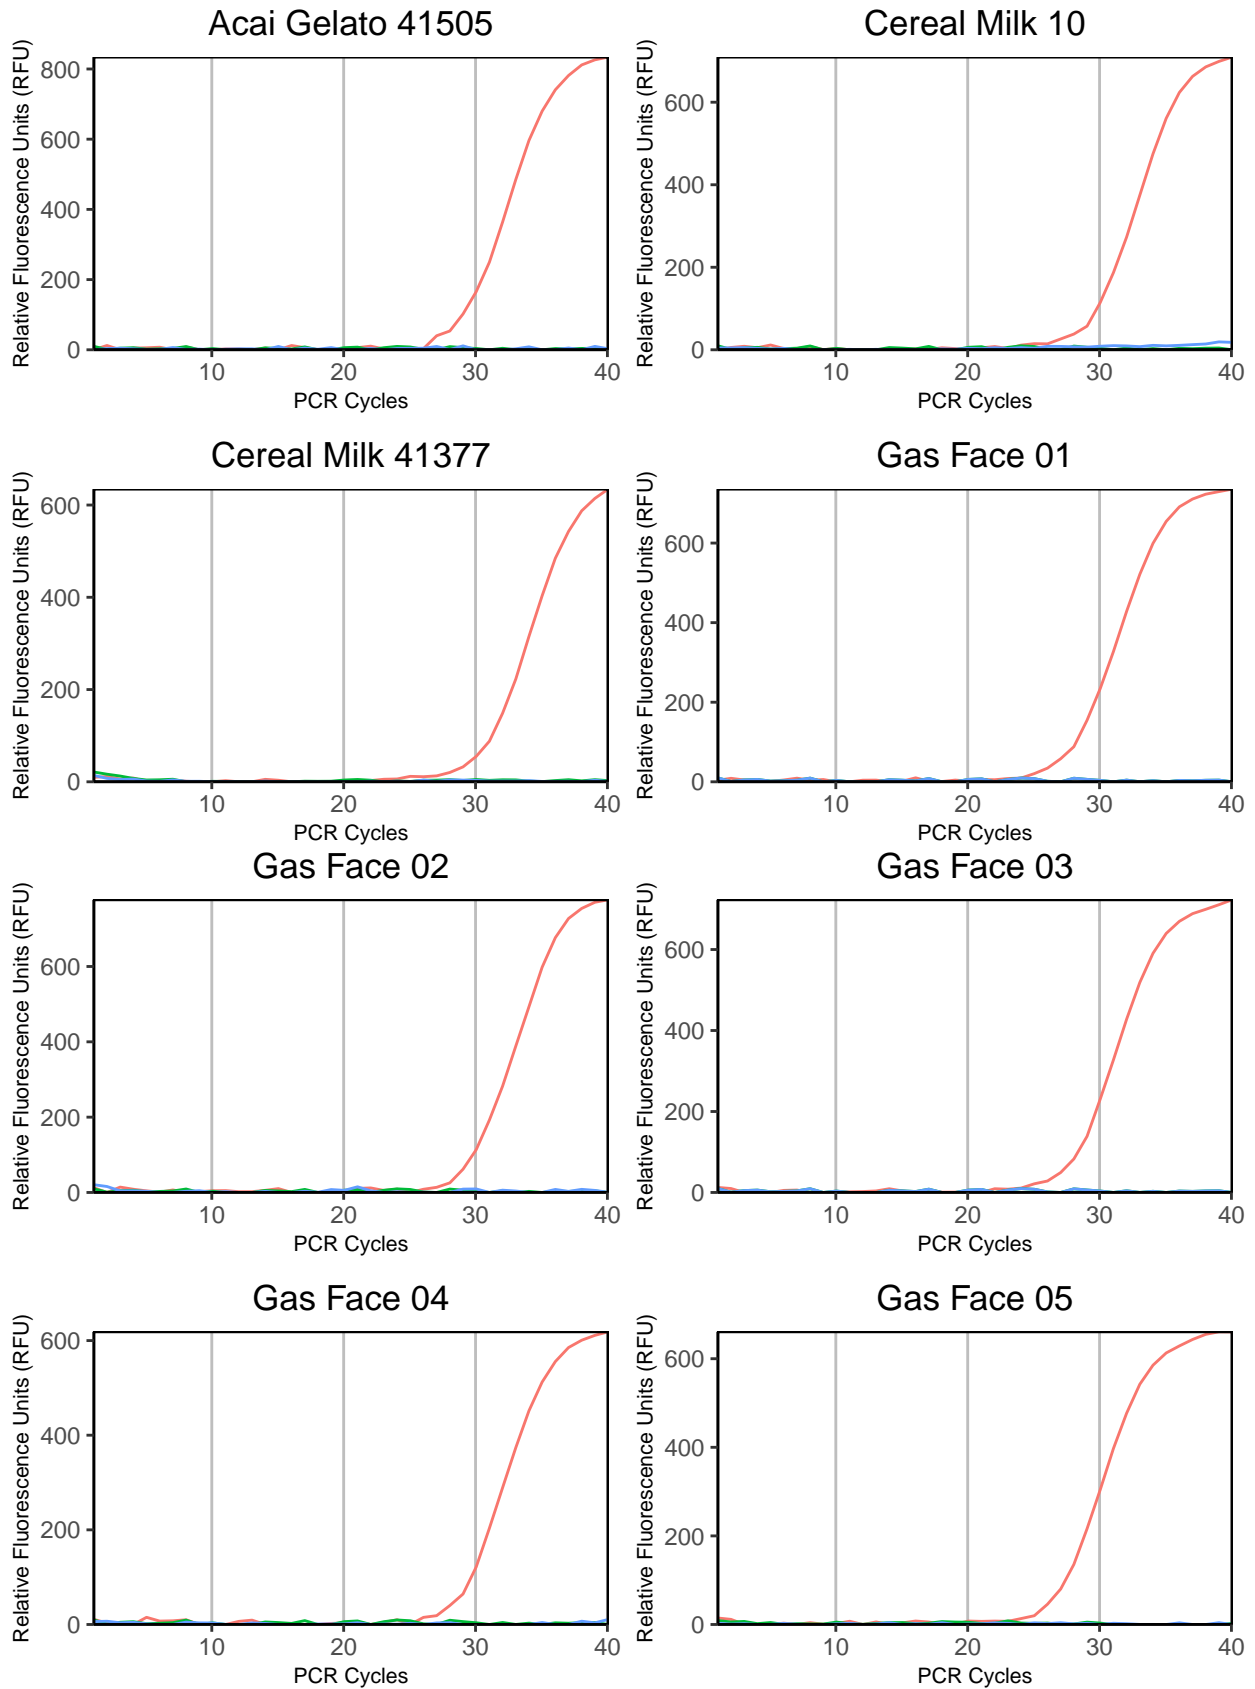 Acai Gelato 41505
Relative Fluorescence Units (RFU)
800
600
400
200
0
10 20 30 40
PCR Cycles
Cereal Milk 10
Relative Fluorescence Units (RFU)
600
400
200
0
10 20 30 40
PCR Cycles
Cereal Milk 41377
Relative Fluorescence Units (RFU)
600
400
200
0
10 20 30 40
PCR Cycles
Gas Face 01
Relative Fluorescence Units (RFU)
600
400
200
0
10 20 30 40
PCR Cycles
Gas Face 02
Relative Fluorescence Units (RFU)
600
400
200
0
10 20 30 40
PCR Cycles
Gas Face 03
Relative Fluorescence Units (RFU)
600
400
200
0
10 20 30 40
PCR Cycles
Gas Face 04
Relative Fluorescence Units (RFU)
600
400
200
0
10 20 30 40
PCR Cycles
Gas Face 05
Relative Fluorescence Units (RFU)
600
400
200
0
10 20 30 40
PCR Cycles